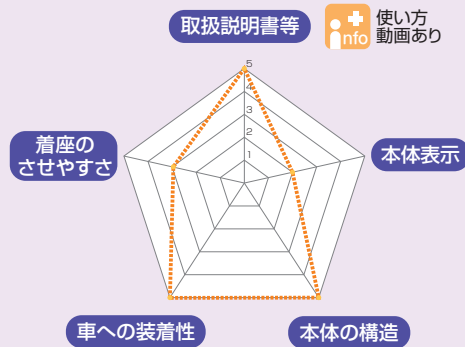 取扱説明書等
info
使い方
動画あり
5
4
3
2
1
着座の
させやすさ
本体表示
車への装着性
本体の構造